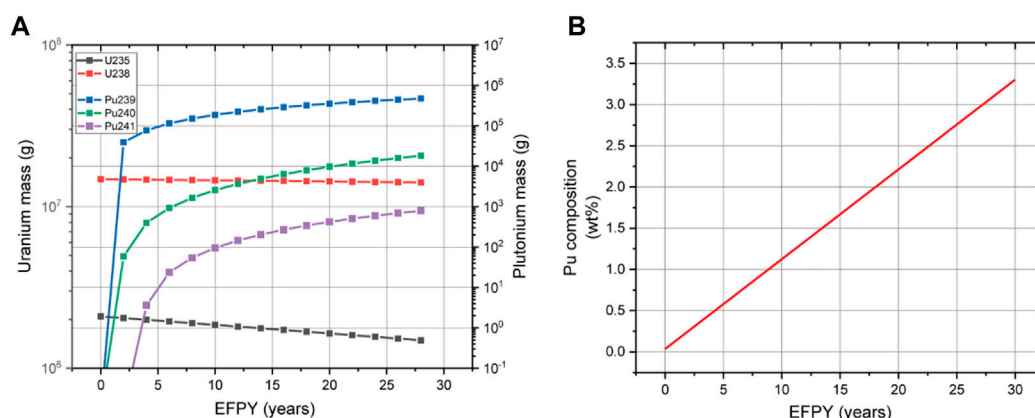 A
10⁸
10⁷
10⁶
Uranium mass (g)
U235
U238
Pu239
Pu240
Pu241
10⁷
10⁶
10⁵
10⁴
10³
10²
10¹
10⁰
10⁻¹
Plutonium mass (g)
0 5 10 15 20 25 30
EFPY (years)
B
3.5
3.0
2.5
2.0
1.5
1.0
0.5
0.0
Pu composition
(wt%)
0 5 10 15 20 25 30
EFPY (years)